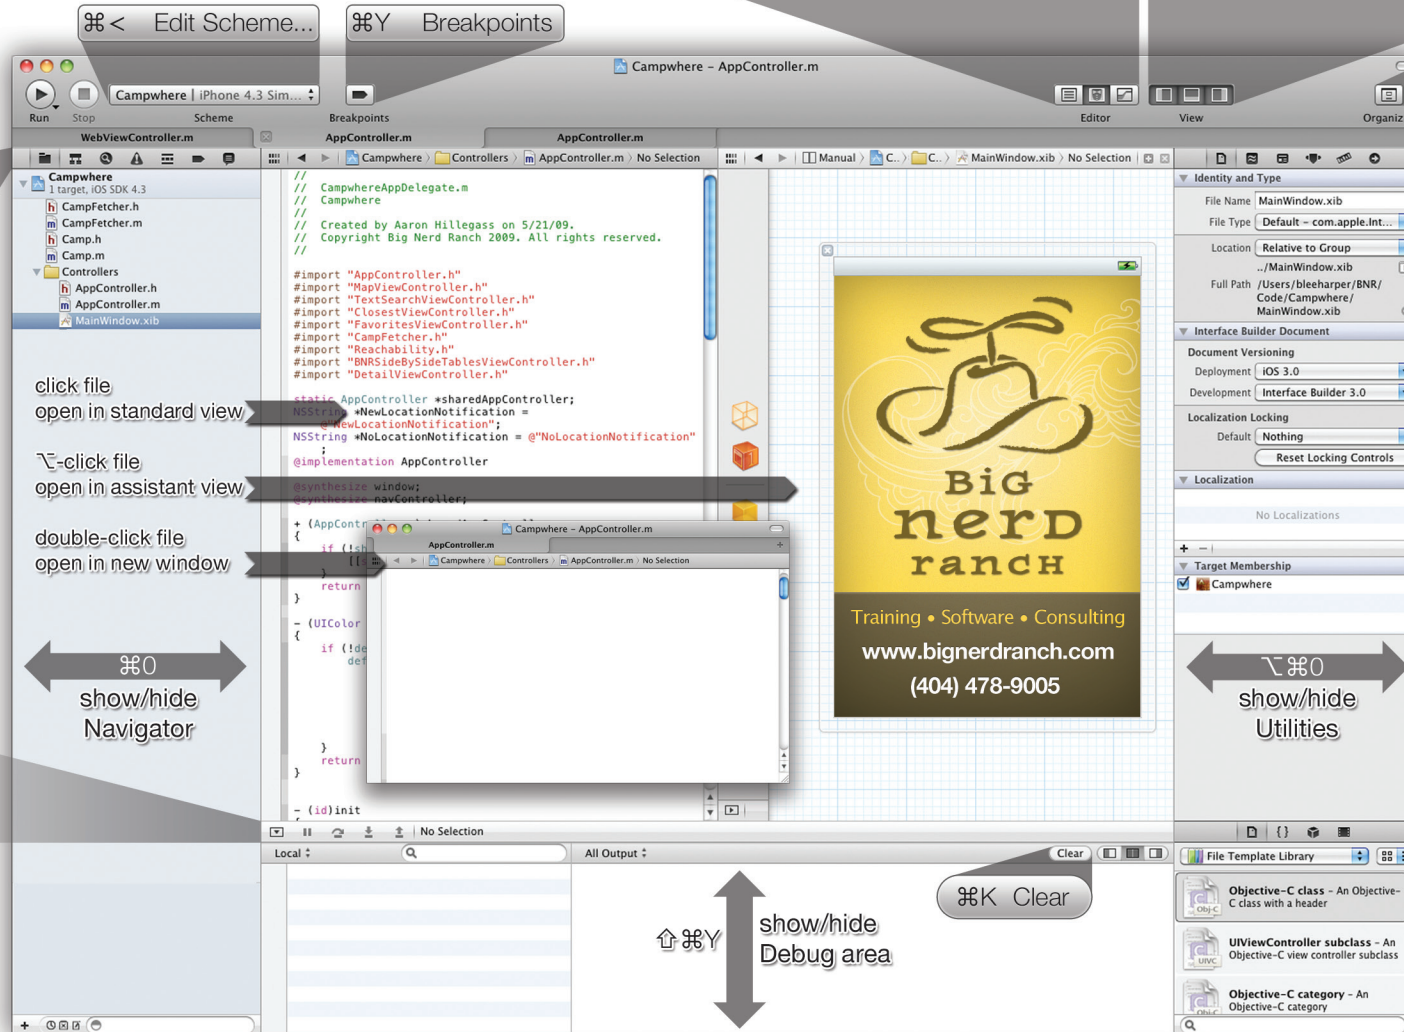 ⌘< Edit Scheme...
⌘Y Breakpoints
Campwhere – AppController.m
Campwhere | iPhone 4.3 Sim...
Run
Stop
Scheme
Breakpoints
Editor
View
Organiz
WebViewController.m
AppController.m
AppController.m
Campwhere
1 target, iOS SDK 4.3
h CampFetcher.h
m CampFetcher.m
h Camp.h
m Camp.m
Controllers
h AppController.h
m AppController.m
MainWindow.xib
click file
open in standard view
⌥-click file
open in assistant view
double-click file
open in new window
⌘0
show/hide
Navigator
Campwhere 〉 Controllers 〉 m AppController.m 〉 No Selection
//
// CampwhereAppDelegate.m
// Campwhere
//
// Created by Aaron Hillegass on 5/21/09.
// Copyright Big Nerd Ranch 2009. All rights reserved.
//
#import "AppController.h"
#import "MapViewController.h"
#import "TextSearchViewController.h"
#import "ClosestViewController.h"
#import "FavoritesViewController.h"
#import "CampFetcher.h"
#import "Reachability.h"
#import "BNRSideBySideTablesViewController.h"
#import "DetailViewController.h"
static AppController *sharedAppController;
NSString *NewLocationNotification =
@"NewLocationNotification";
NSString *NoLocationNotification = @"NoLocationNotification"
;
@implementation AppController
@synthesize window;
@synthesize navController;
+ (AppContr
{
if (!sh
[[s
}
return
}
- (UIColor
{
if (!de
def
}
return
}
- (id)init
{
Campwhere – AppController.m
AppController.m
+
Campwhere 〉 Controllers 〉 m AppController.m 〉 No Selection
Manual 〉 C.. 〉 C.. 〉 MainWindow.xib 〉 No Selection
BiG
nerd
rancH
Training • Software • Consulting
www.bignerdranch.com
(404) 478-9005
Identity and Type
File Name MainWindow.xib
File Type Default – com.apple.Int...
Location Relative to Group
../MainWindow.xib
Full Path /Users/bleeharper/BNR/
Code/Campwhere/
MainWindow.xib
Interface Builder Document
Document Versioning
Deployment iOS 3.0
Development Interface Builder 3.0
Localization Locking
Default Nothing
Reset Locking Controls
Localization
No Localizations
+ −
Target Membership
Campwhere
⌥⌘0
show/hide
Utilities
No Selection
Local
All Output
Clear
⌘K Clear
⇧⌘Y
show/hide
Debug area
{}
File Template Library
Obj-C
Objective-C class – An Objective-
C class with a header
UIVC
UIViewController subclass – An
Objective-C view controller subclass
Obj-C
Objective-C category – An
Objective-C category
+